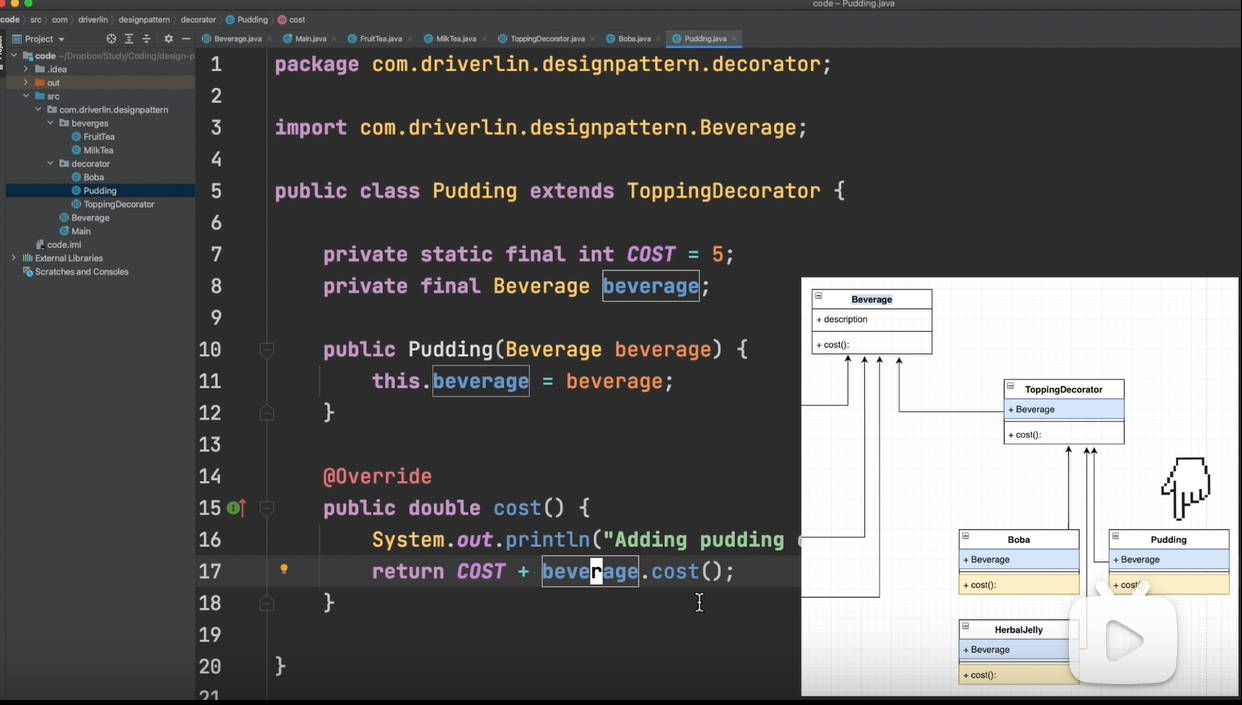 code – Pudding.java
code src com driverlin designpattern decorator Pudding cost
Project
Beverage.java Main.java FruitTea.java MilkTea.java ToppingDecorator.java Boba.java Pudding.java
code ~/Dropbox/Study/Coding/design-p
.idea
out
src
com.driverlin.designpattern
beverges
FruitTea
MilkTea
decorator
Boba
Pudding
ToppingDecorator
Beverage
Main
code.iml
External Libraries
Scratches and Consoles
1 package com.driverlin.designpattern.decorator;
2
3 import com.driverlin.designpattern.Beverage;
4
5 public class Pudding extends ToppingDecorator {
6
7 private static final int COST = 5;
8 private final Beverage beverage;
9
10 public Pudding(Beverage beverage) {
11 this.beverage = beverage;
12 }
13
14 @Override
15 public double cost() {
16 System.out.println("Adding pudding
17 return COST + beverage.cost();
18 }
19
20 }
21
Beverage
+ description
+ cost():
ToppingDecorator
+ Beverage
+ cost():
Boba
+ Beverage
+ cost():
Pudding
+ Beverage
+ cost():
HerbalJelly
+ Beverage
+ cost():